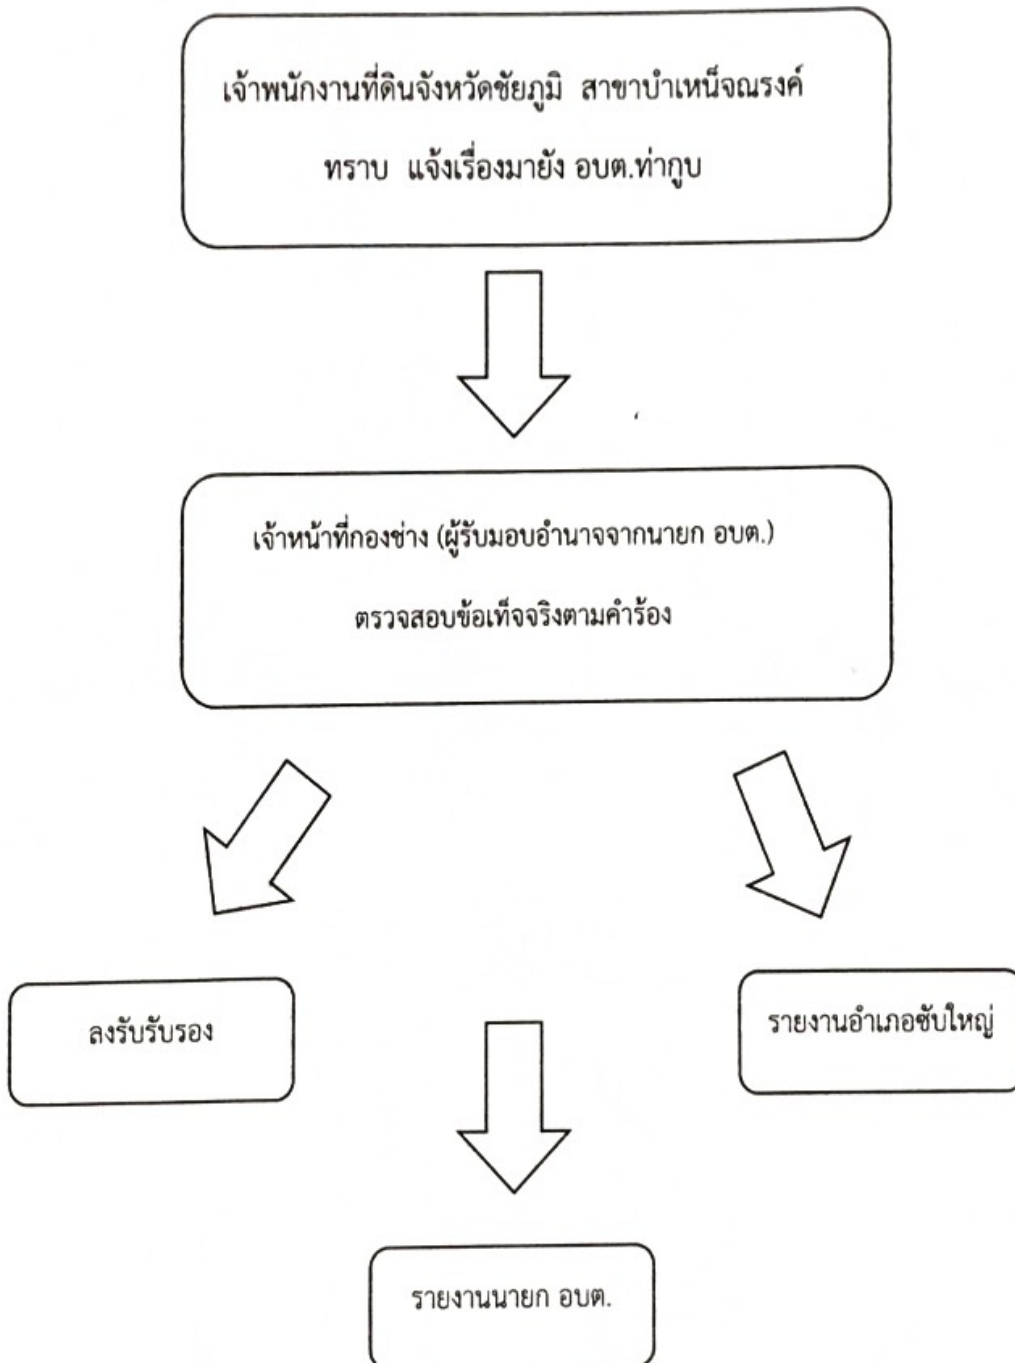 เจ้าพนักงานที่ดินจังหวัดชัยภูมิ สาขาบำเหน็จณรงค์
ทราบ แจ้งเรื่องมายัง อบต.ท่ากูบ
เจ้าหน้าที่กองช่าง (ผู้รับมอบอำนาจจากนายก อบต.)
ตรวจสอบข้อเท็จจริงตามคำร้อง
ลงรับรับรอง
รายงานอำเภอซับใหญ่
รายงานนายก อบต.